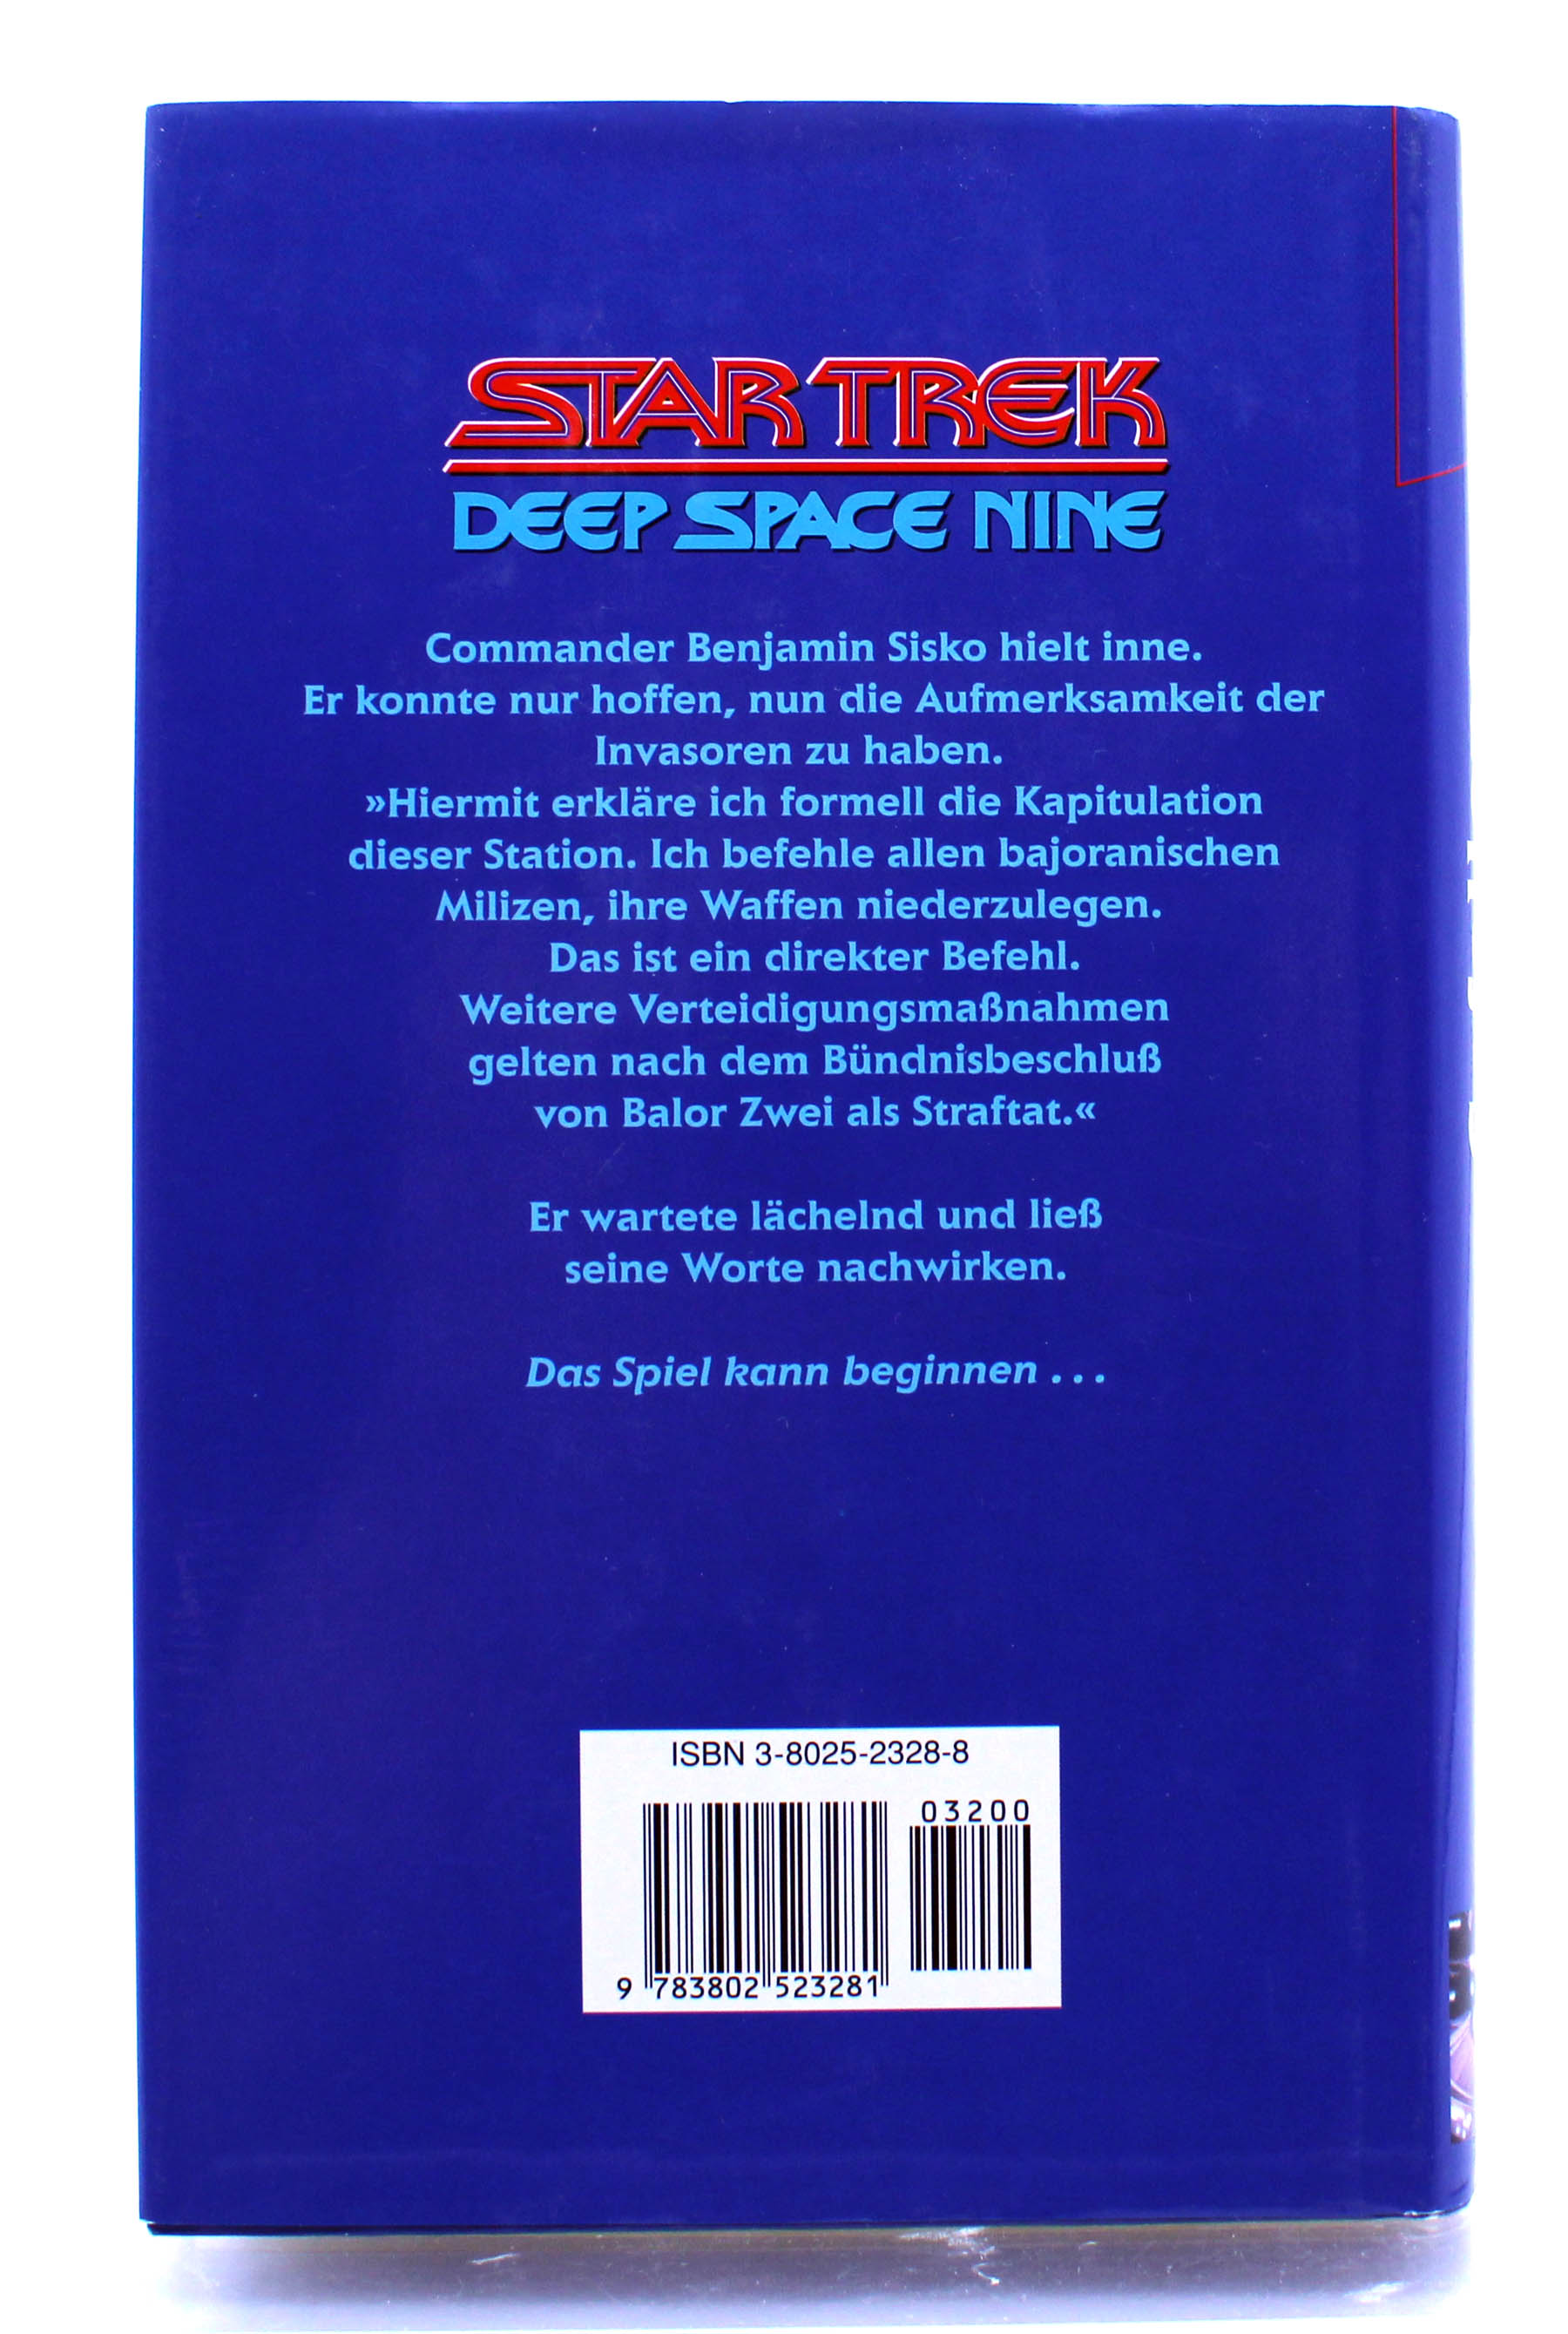 STAR TREK
DEEP SPACE NINE
Commander Benjamin Sisko hielt inne.
Er konnte nur hoffen, nun die Aufmerksamkeit der
Invasoren zu haben.
»Hiermit erkläre ich formell die Kapitulation
dieser Station. Ich befehle allen bajoranischen
Milizen, ihre Waffen niederzulegen.
Das ist ein direkter Befehl.
Weitere Verteidigungsmaßnahmen
gelten nach dem Bündnisbeschluß
von Balor Zwei als Straftat.«
Er wartete lächelnd und ließ
seine Worte nachwirken.
Das Spiel kann beginnen . . .
ISBN 3-8025-2328-8
03200
9 783802 523281